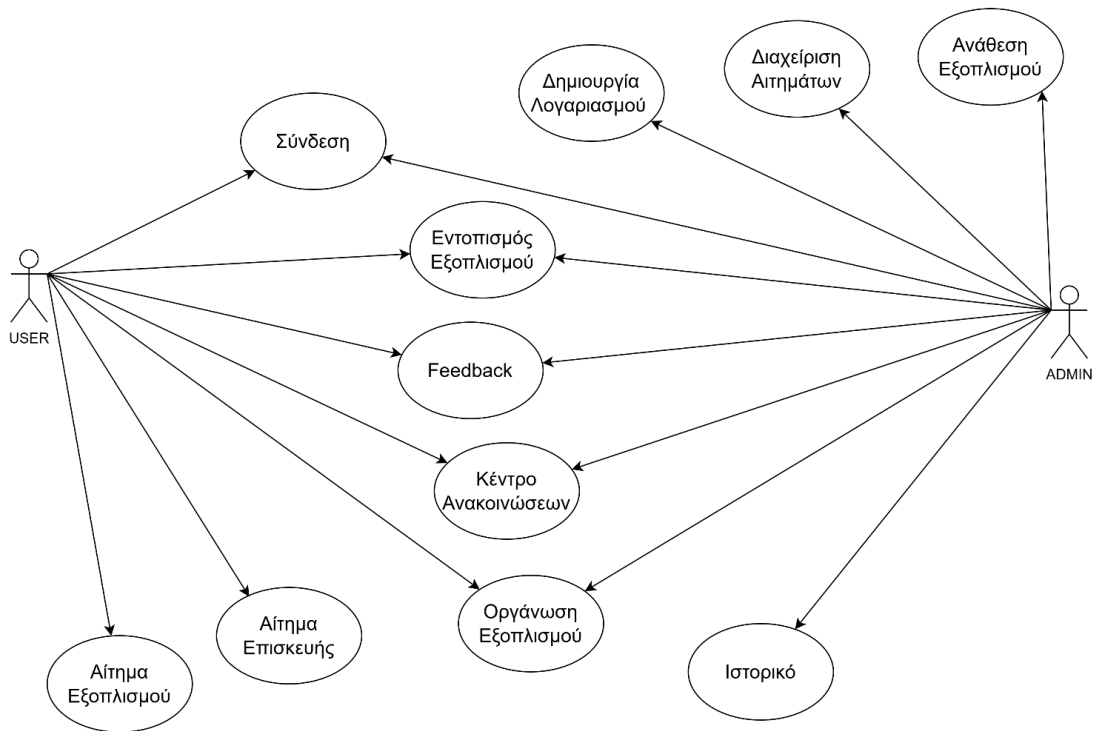 Ανάθεση
Εξοπλισμού
Διαχείριση
Αιτημάτων
Δημιουργία
Λογαριασμού
Σύνδεση
Εντοπισμός
Εξοπλισμού
USER
ADMIN
Feedback
Κέντρο
Ανακοινώσεων
Οργάνωση
Εξοπλισμού
Αίτημα
Επισκευής
Αίτημα
Εξοπλισμού
Ιστορικό